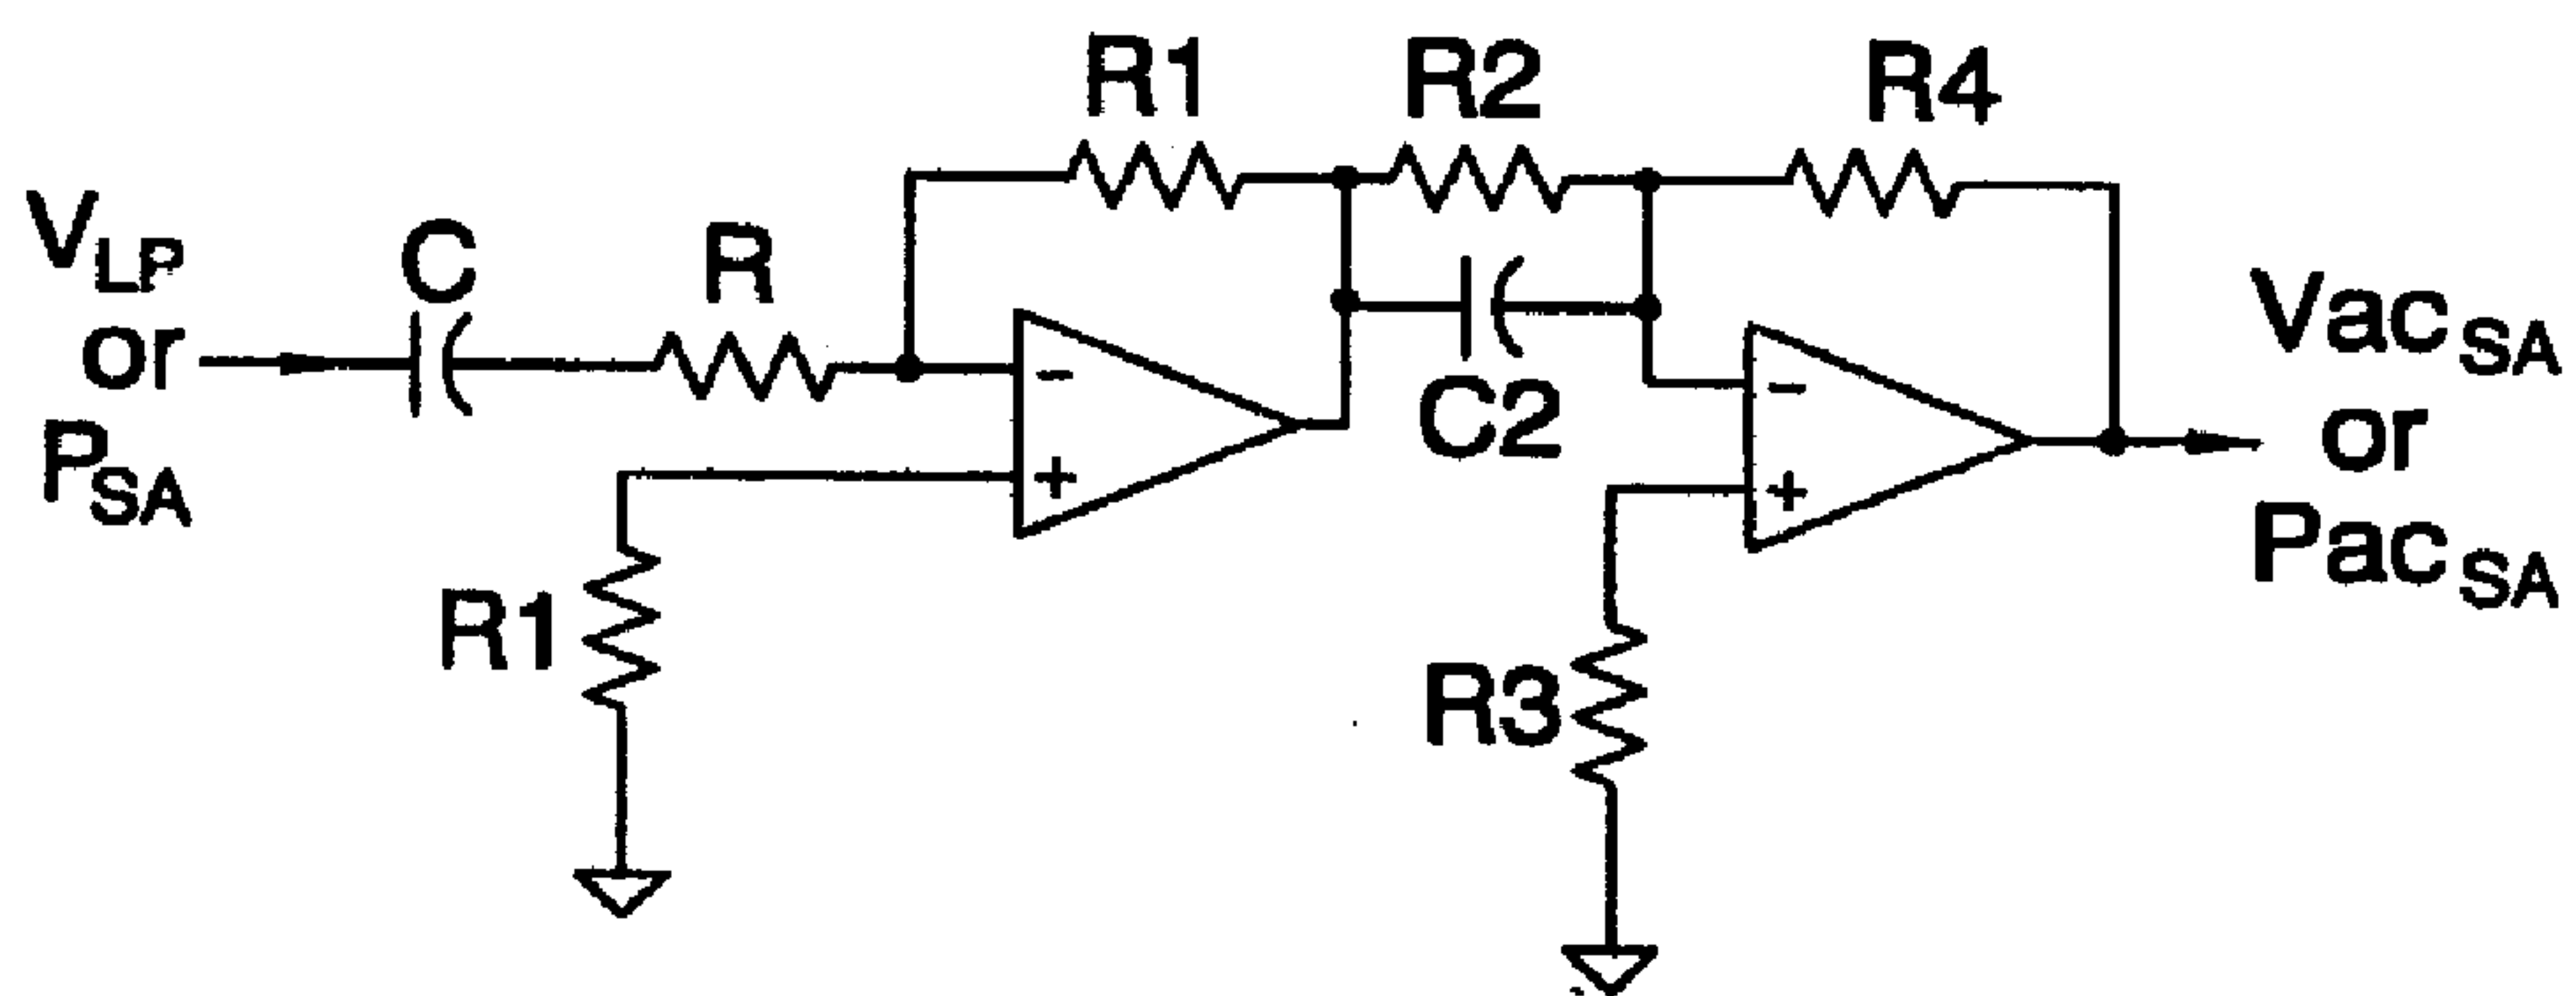 R1
R2
R4
V_LP
or
P_SA
C
R
C2
-
+
-
+
R1
R3
Vac_SA
or
Pac_SA